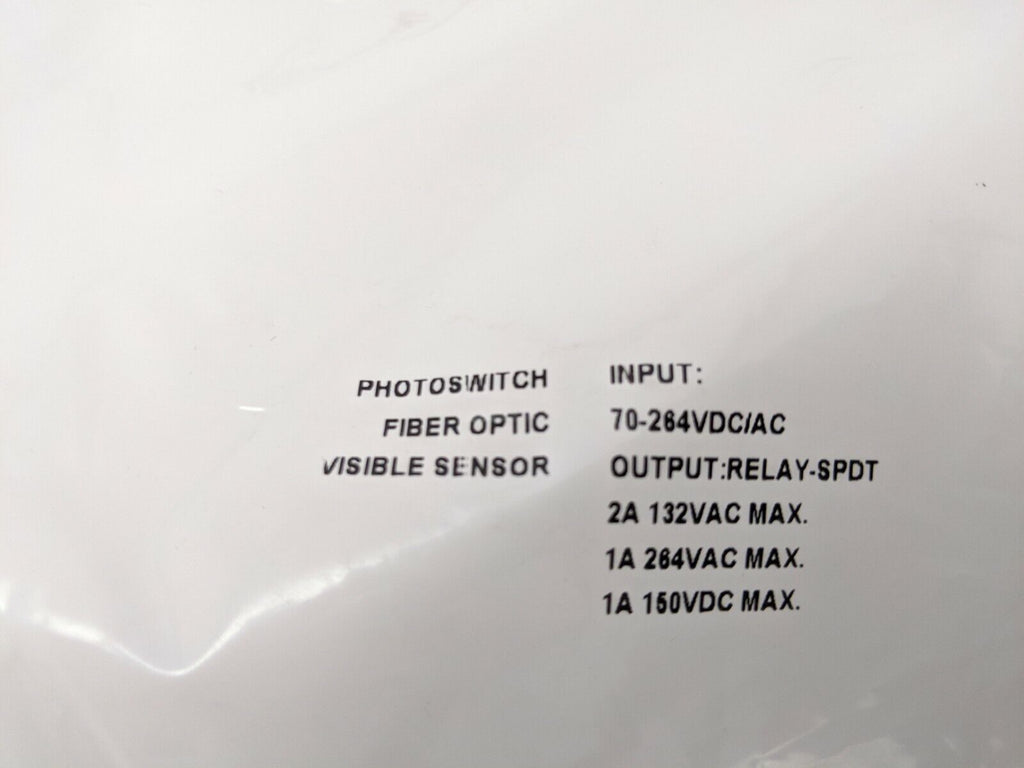 PHOTOSWITCH
FIBER OPTIC
VISIBLE SENSOR
INPUT:
70-264VDC/AC
OUTPUT:RELAY-SPDT
2A 132VAC MAX.
1A 264VAC MAX.
1A 150VDC MAX.